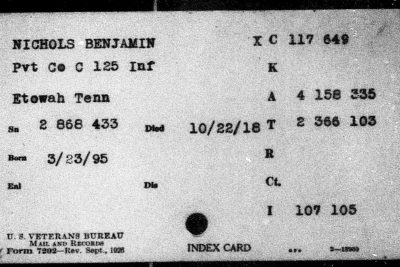 NICHOLS BENJAMIN X C 117 649
Pvt Co C 125 Inf K
Etowah Tenn A 4 158 335
Sn 2 868 433 Died 10/22/18 T 2 366 103
Born 3/23/95 R
Enl Dis Ct.
I 107 105
U. S. VETERANS BUREAU
MAIL AND RECORDS
Form 7202—Rev. Sept., 1926 INDEX CARD